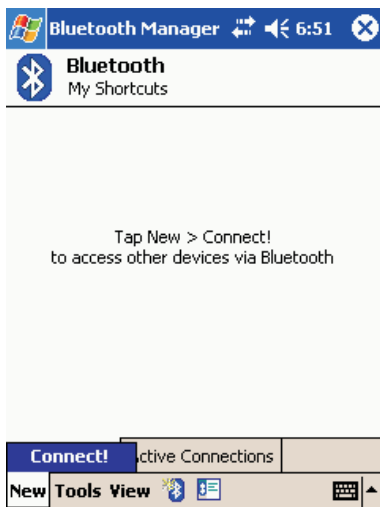 Bluetooth Manager 6:51
Bluetooth
My Shortcuts
Tap New > Connect!
to access other devices via Bluetooth
Connect! ctive Connections
New Tools View